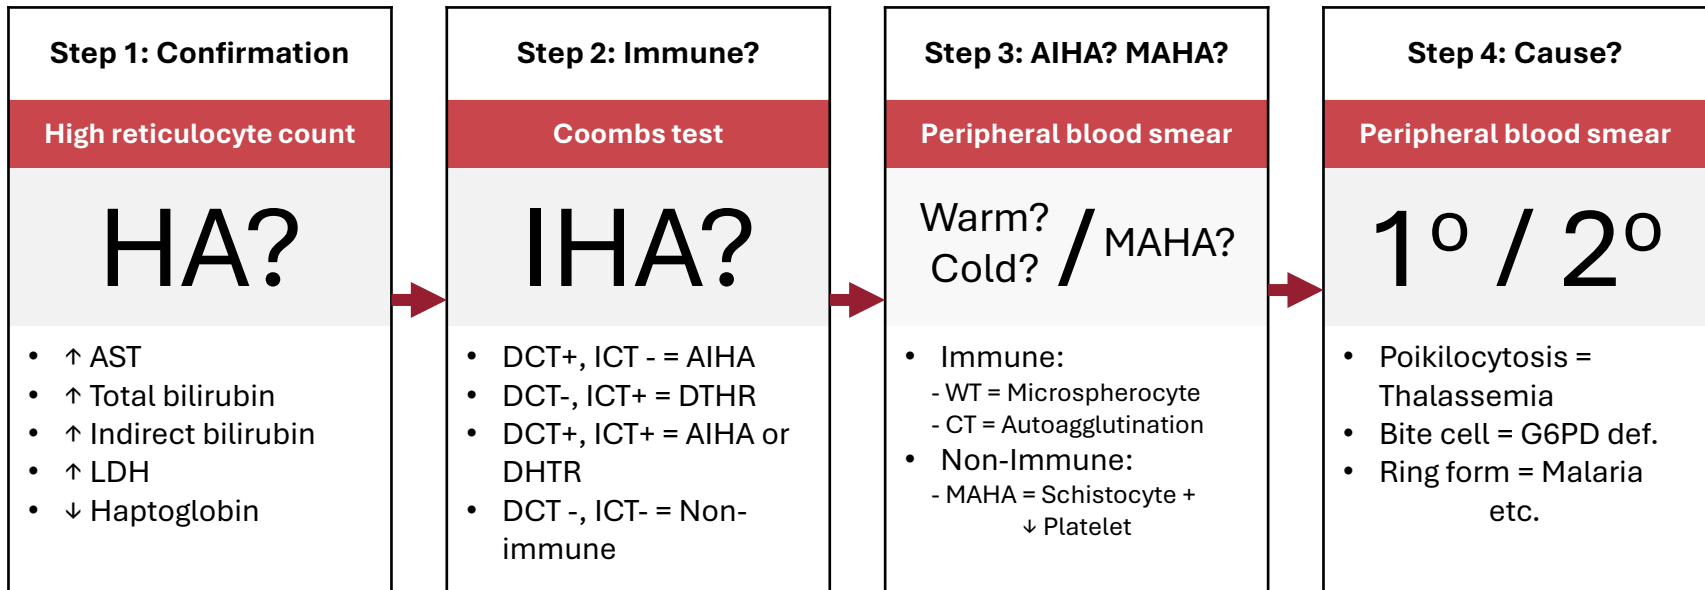 Step 1: Confirmation
High reticulocyte count
HA?
• ↑ AST
• ↑ Total bilirubin
• ↑ Indirect bilirubin
• ↑ LDH
• ↓ Haptoglobin
Step 2: Immune?
Coombs test
IHA?
• DCT+, ICT - = AIHA
• DCT-, ICT+ = DTHR
• DCT+, ICT+ = AIHA or
DHTR
• DCT -, ICT- = Non-
immune
Step 3: AIHA? MAHA?
Peripheral blood smear
Warm?
Cold?
/ MAHA?
• Immune:
- WT = Microspherocyte
- CT = Autoagglutination
• Non-Immune:
- MAHA = Schistocyte +
↓ Platelet
Step 4: Cause?
Peripheral blood smear
1º / 2º
• Poikilocytosis =
Thalassemia
• Bite cell = G6PD def.
• Ring form = Malaria
etc.